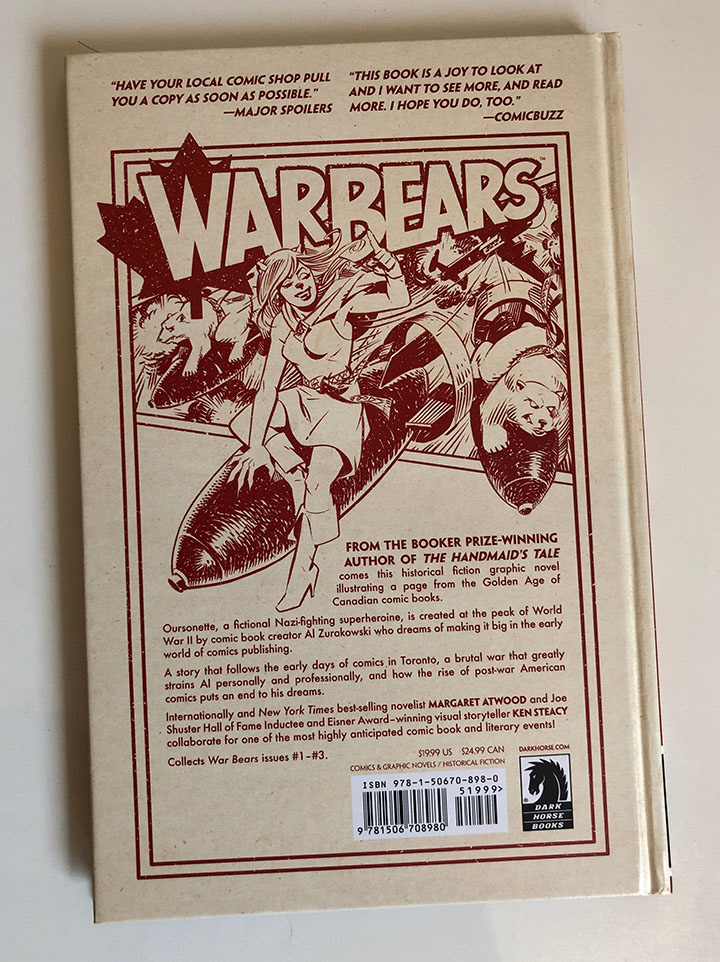 "HAVE YOUR LOCAL COMIC SHOP PULL
YOU A COPY AS SOON AS POSSIBLE."
—MAJOR SPOILERS
"THIS BOOK IS A JOY TO LOOK AT
AND I WANT TO SEE MORE, AND READ
MORE. I HOPE YOU DO, TOO."
—COMICBUZZ
WAR BEARS™
FROM THE BOOKER PRIZE-WINNING
AUTHOR OF THE HANDMAID'S TALE
comes this historical fiction graphic novel
illustrating a page from the Golden Age of
Canadian comic books.
Oursonette, a fictional Nazi-fighting superheroine, is created at the peak of World
War II by comic book creator Al Zurakowski who dreams of making it big in the early
world of comics publishing.
A story that follows the early days of comics in Toronto, a brutal war that greatly
strains Al personally and professionally, and how the rise of post-war American
comics puts an end to his dreams.
Internationally and New York Times best-selling novelist MARGARET ATWOOD and Joe
Shuster Hall of Fame Inductee and Eisner Award–winning visual storyteller KEN STEACY
collaborate for one of the most highly anticipated comic book and literary events!
Collects War Bears issues #1–#3.
$19.99 US $24.99 CAN
COMICS & GRAPHIC NOVELS / HISTORICAL FICTION
ISBN 978-1-50670-898-0
51999>
9 781506 708980
DARKHORSE.COM
DARK
HORSE
BOOKS
®